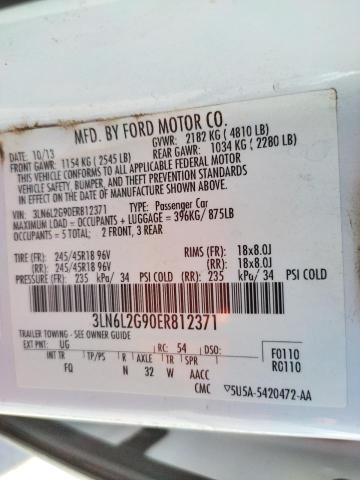 MFD. BY FORD MOTOR CO.
DATE: 10/13 GVWR: 2182 KG ( 4810 LB)
FRONT GAWR: 1154 KG ( 2545 LB) REAR GAWR: 1034 KG ( 2280 LB)
THIS VEHICLE CONFORMS TO ALL APPLICABLE FEDERAL MOTOR
VEHICLE SAFETY, BUMPER, AND THEFT PREVENTION STANDARDS
IN EFFECT ON THE DATE OF MANUFACTURE SHOWN ABOVE.
VIN: 3LN6L2G90ER812371 TYPE: Passenger Car
MAXIMUM LOAD = OCCUPANTS + LUGGAGE = 396KG/ 875LB
OCCUPANTS = 5 TOTAL; 2 FRONT, 3 REAR
TIRE (FR): 245/45R18 96V RIMS (FR): 18x8.0J
(RR): 245/45R18 96V (RR): 18x8.0J
PRESSURE (FR): 235 kPa/ 34 PSI COLD (RR): 235 kPa/ 34 PSI COLD
3LN6L2G90ER812371
TRAILER TOWING - SEE OWNER GUIDE
EXT PNT: UG RC: 54 DSO: F0110
INT TR TP/PS R AXLE TR SPR R0110
FQ N 32 W AACC
CMC ▽5U5A-5420472-AA